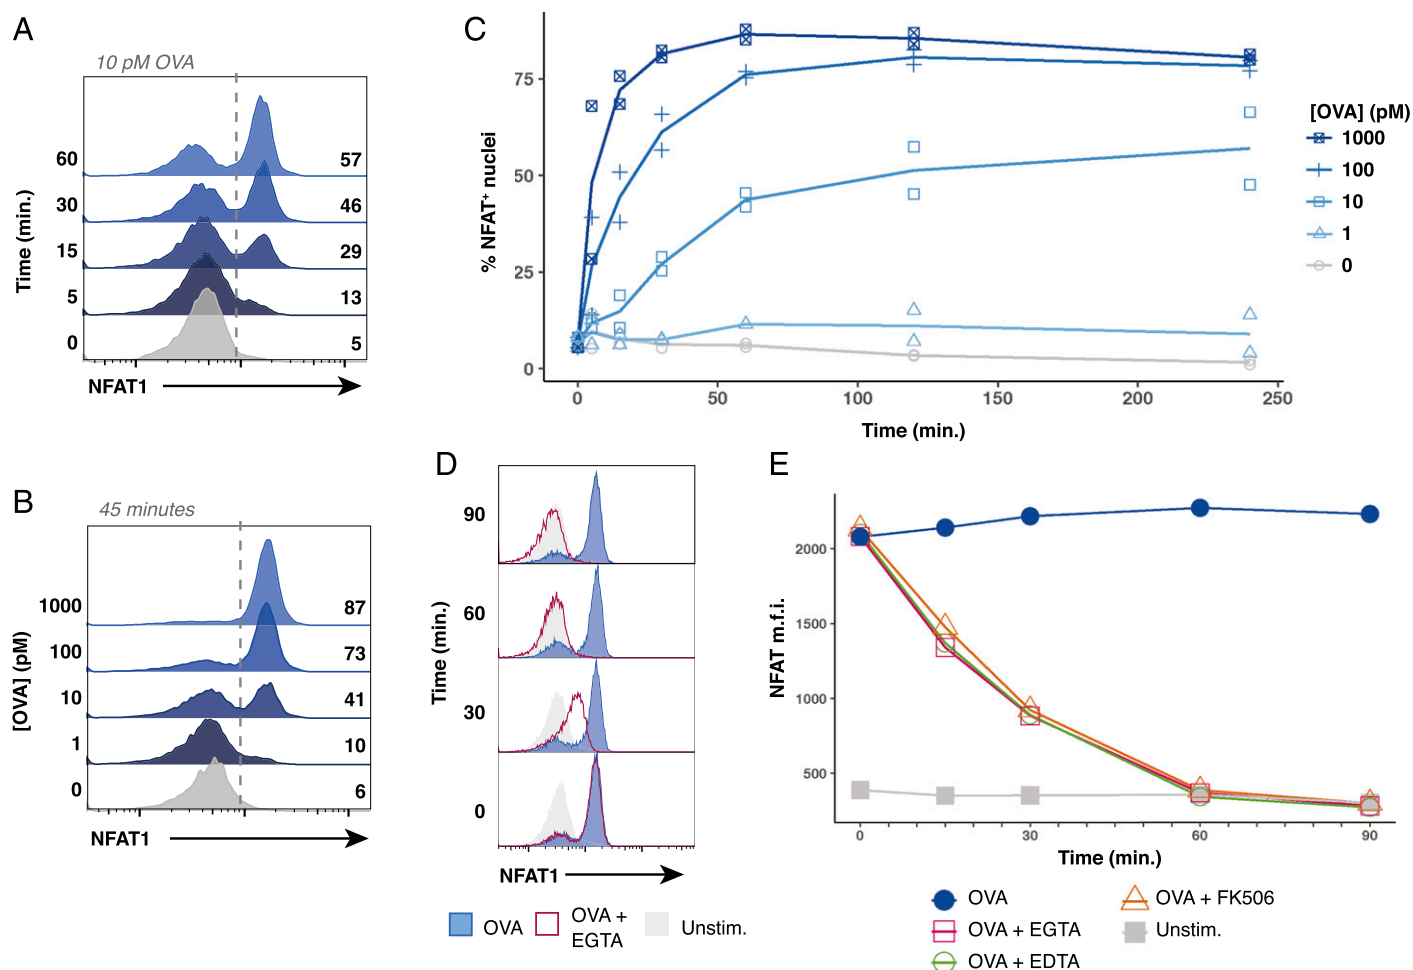 A
10 pM OVA
Time (min.)
60 57
30 46
15 29
5 13
0 5
NFAT1
B
45 minutes
[OVA] (pM)
1000 87
100 73
10 41
1 10
0 6
NFAT1
C
% NFAT+ nuclei
75
50
25
0
0 50 100 150 200 250
Time (min.)
[OVA] (pM)
1000
100
10
1
0
D
Time (min.)
90
60
30
0
NFAT1
OVA
OVA +
EGTA
Unstim.
E
NFAT m.f.i.
2000
1500
1000
500
0 30 60 90
Time (min.)
OVA
OVA + EGTA
OVA + EDTA
OVA + FK506
Unstim.